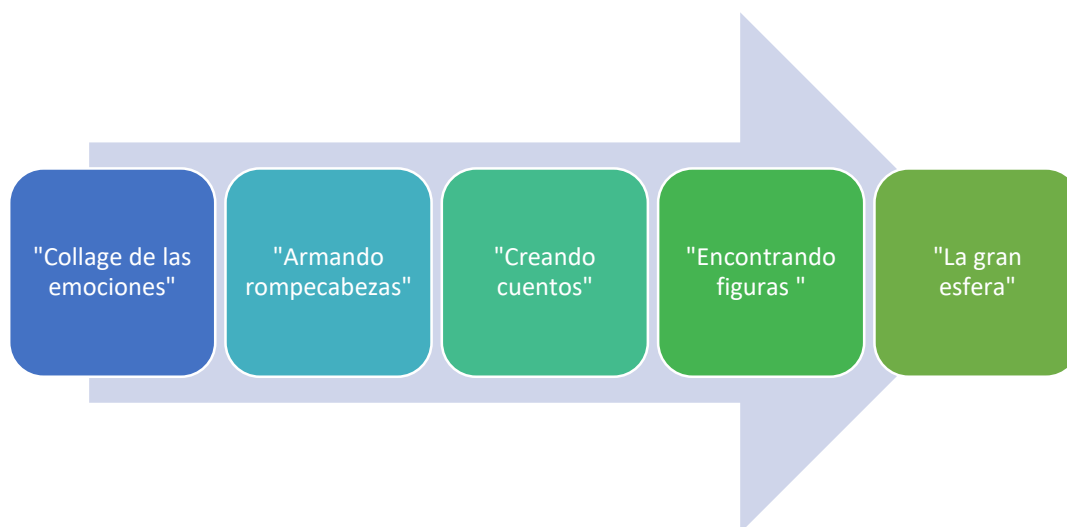 "Collage de las
emociones"
"Armando
rompecabezas"
"Creando
cuentos"
"Encontrando
figuras "
"La gran
esfera"